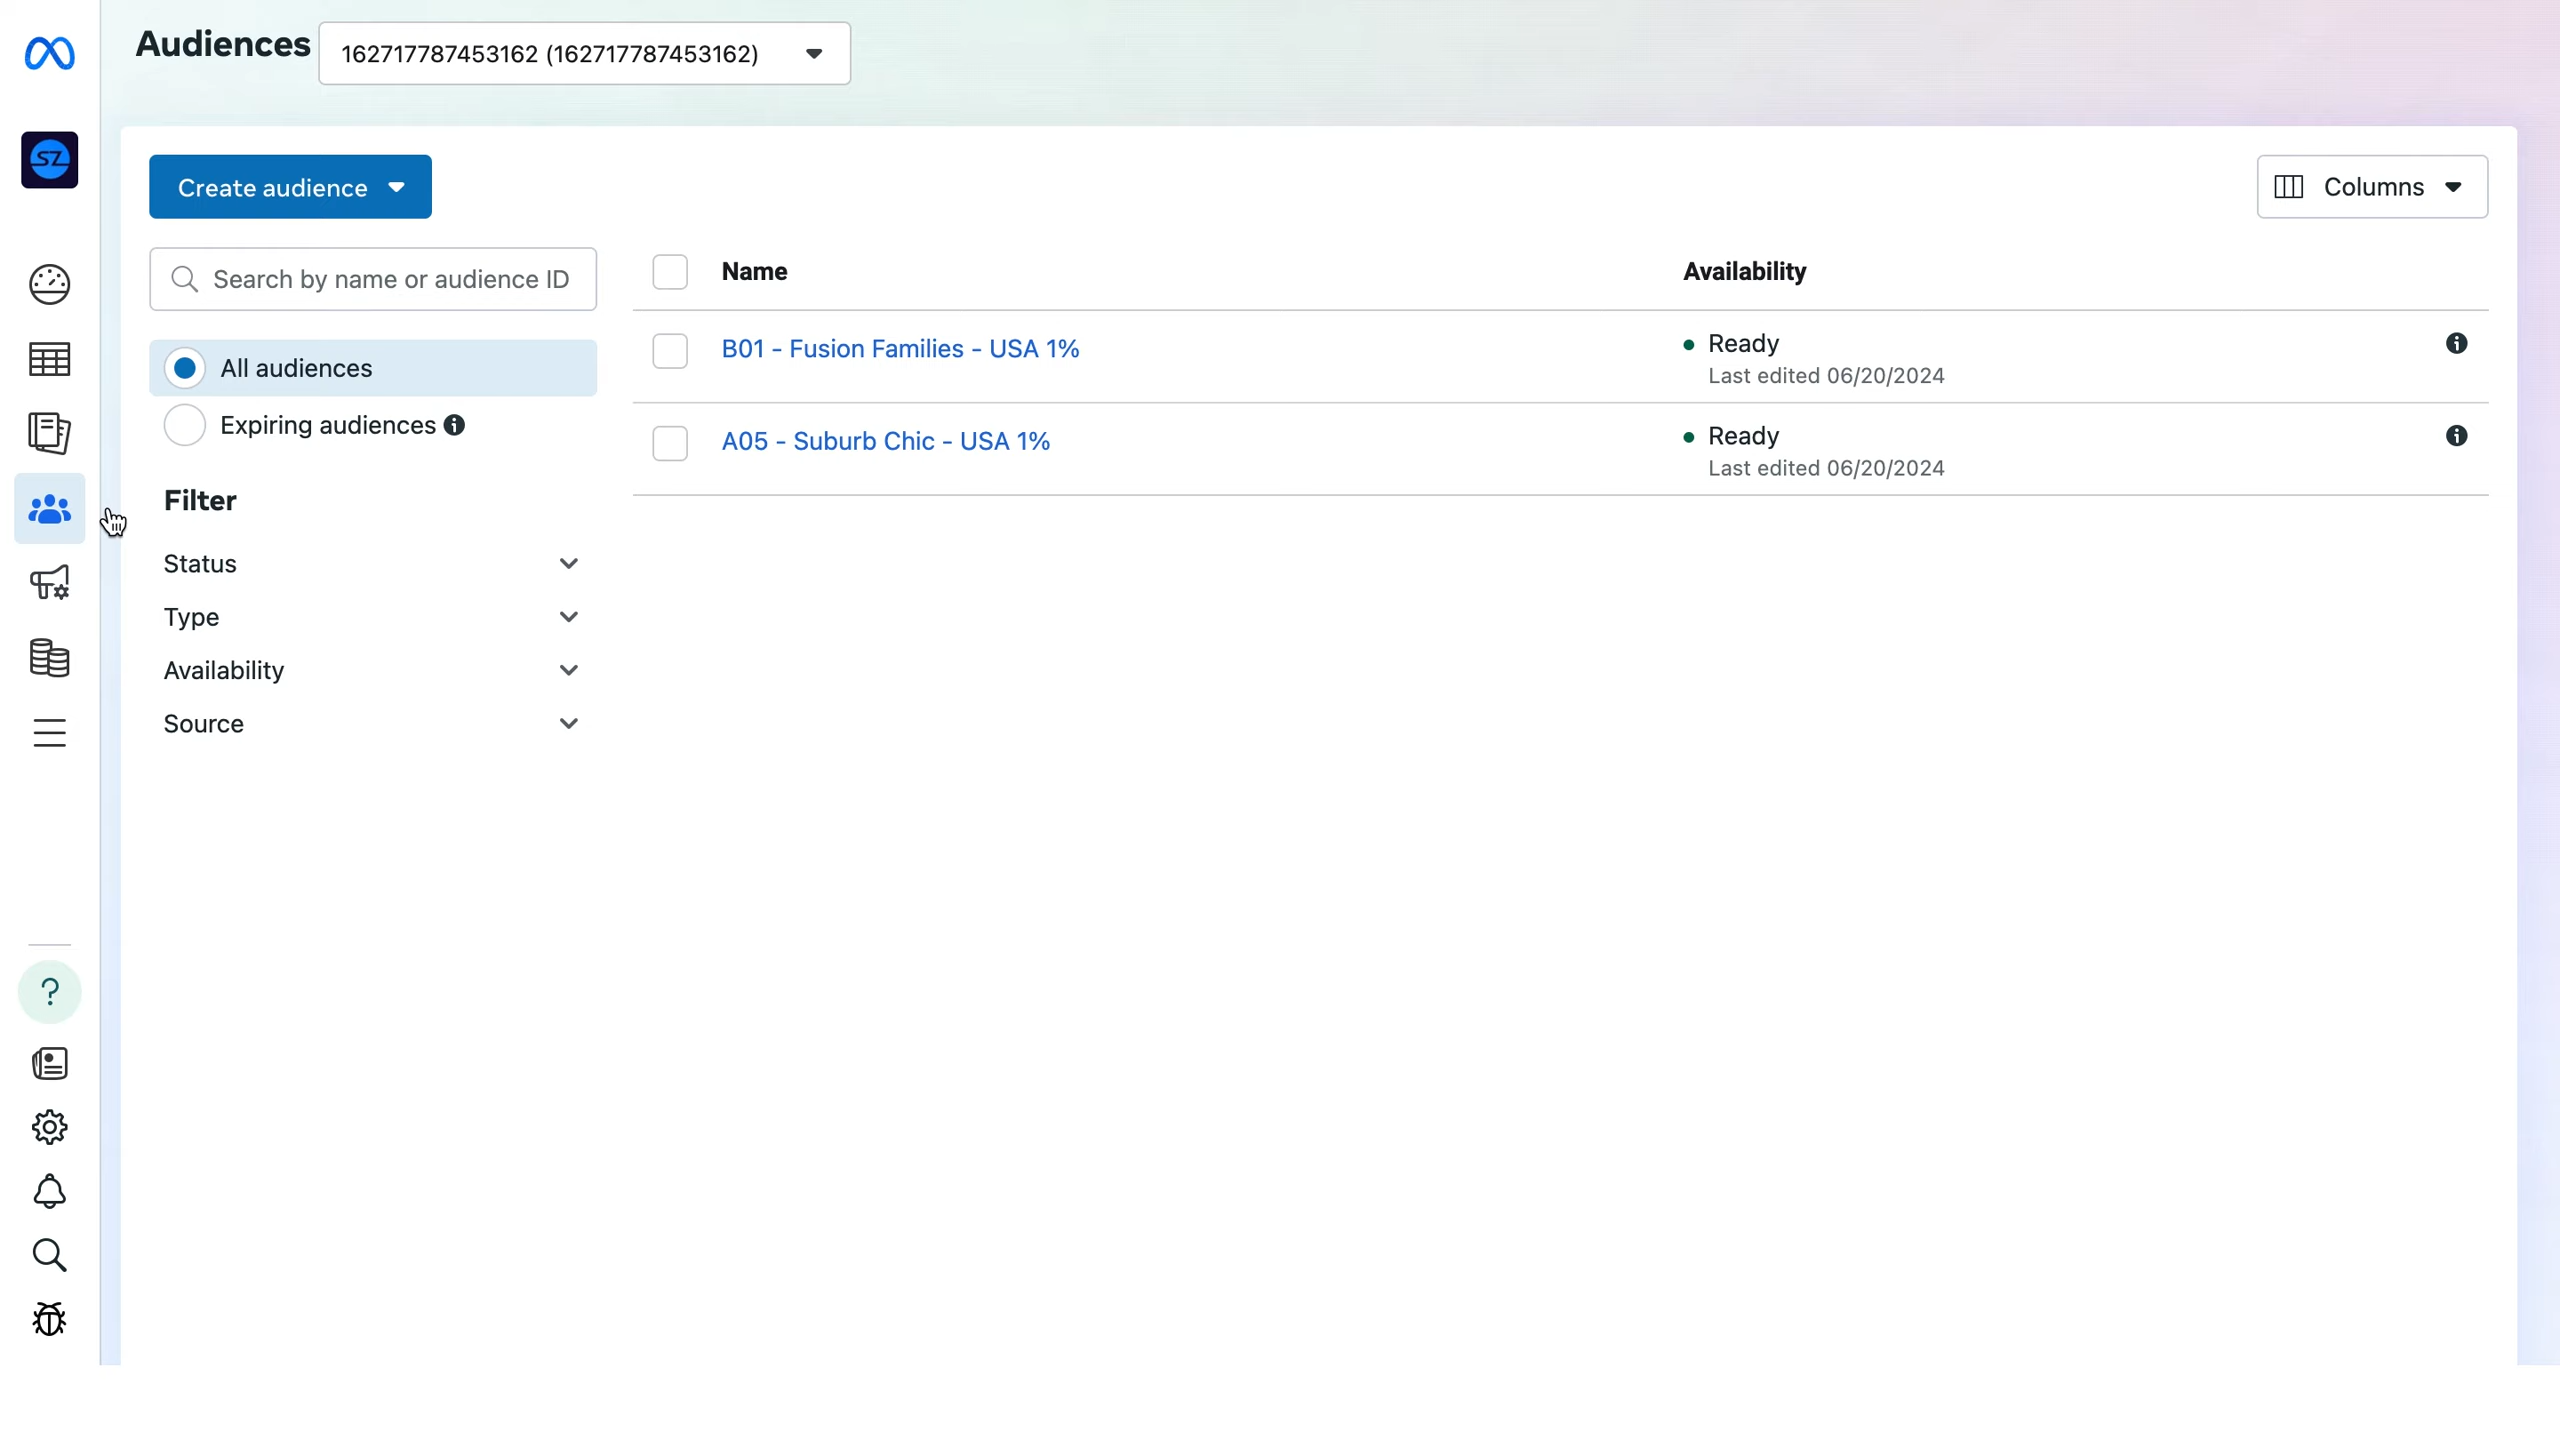 Audiences
162717787453162 (162717787453162)
SZ
Create audience
Columns
Search by name or audience ID
Name
Availability
All audiences
B01 - Fusion Families - USA 1%
Ready
Last edited 06/20/2024
Expiring audiences
A05 - Suburb Chic - USA 1%
Ready
Last edited 06/20/2024
Filter
Status
Type
Availability
Source
?